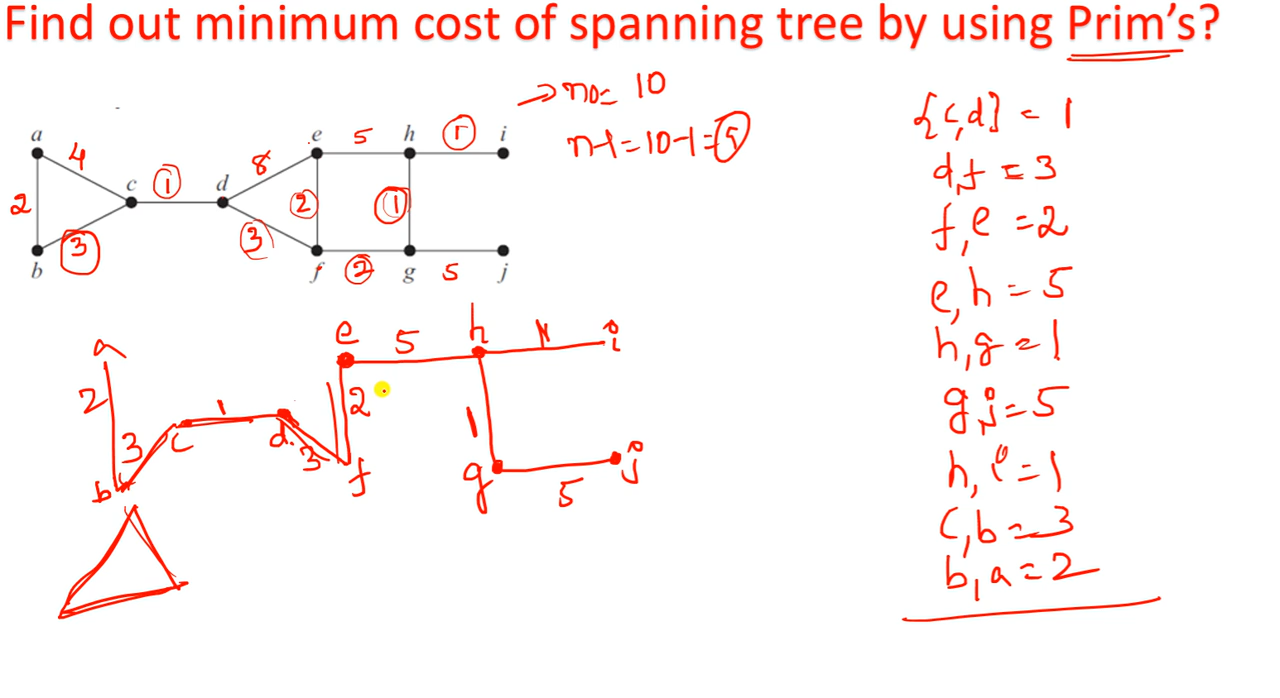 Find out minimum cost of spanning tree by using Prim's?
→ no= 10
n-1=10-1=9
a
4
e
5
h
1
i
2
c
1
d
8
2
1
b
3
3
f
2
g
5
j
a
2
3
b
c
1
d
3
e
5
h
1
i
2
f
1
g
5
j
{c,d} = 1
d,f = 3
f,e = 2
e,h = 5
h,g = 1
g,j = 5
h,i = 1
c,b = 3
b,a = 2